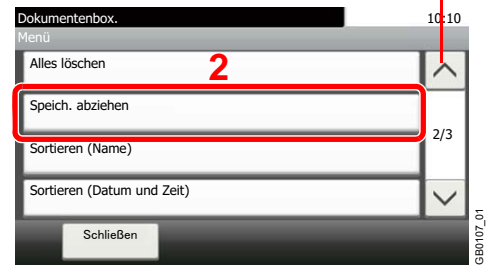 Dokumentenbox. 10:10
Menü
Alles löschen
2
Speich. abziehen
2/3
Sortieren (Name)
Sortieren (Datum und Zeit)
Schließen
GB0107_01